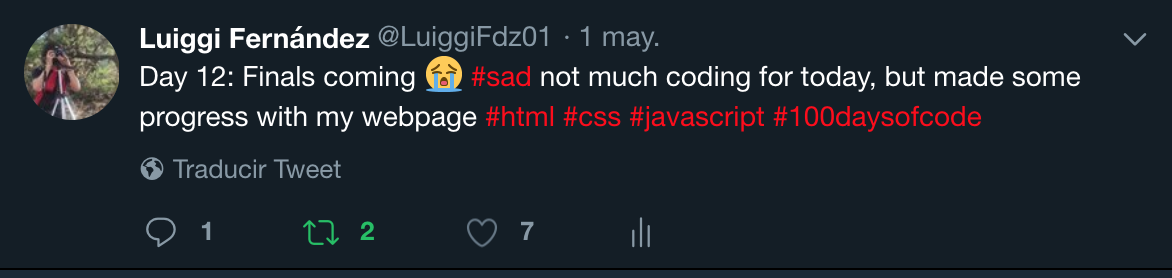 Luiggi Fernández @LuiggiFdz01 · 1 may.
Day 12: Finals coming 😭 #sad not much coding for today, but made some
progress with my webpage #html #css #javascript #100daysofcode
Traducir Tweet
1 2 7